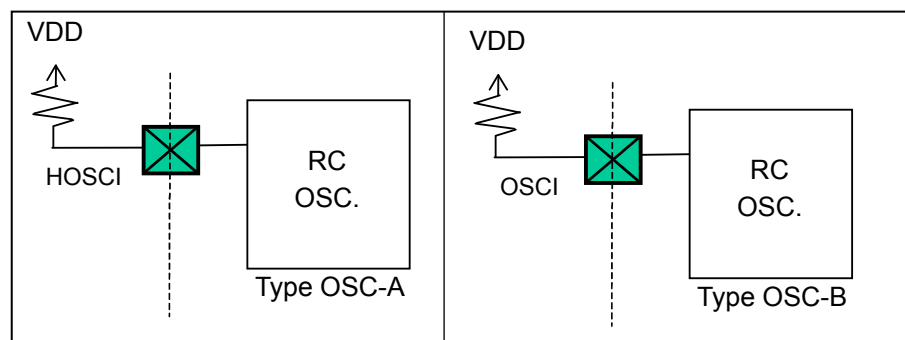 VDD
HOSCI
RC
OSC.
Type OSC-A
VDD
OSCI
RC
OSC.
Type OSC-B